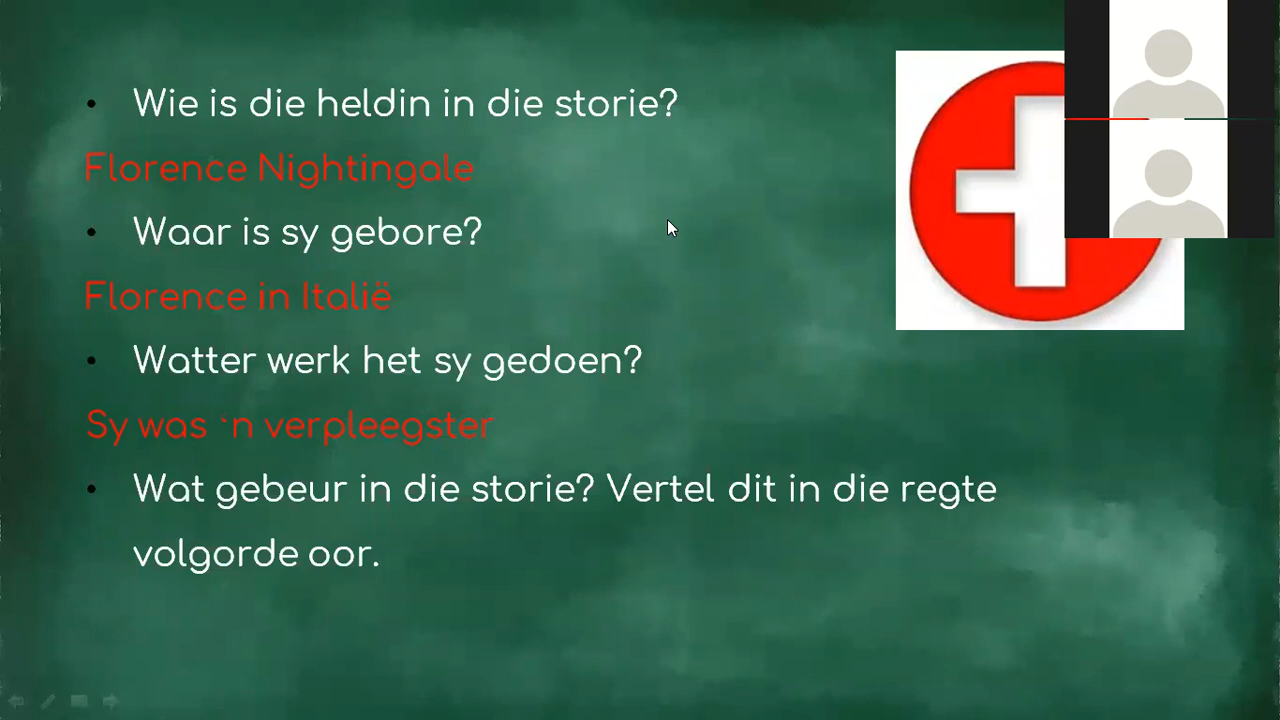 • Wie is die heldin in die storie?
Florence Nightingale
• Waar is sy gebore?
Florence in Italië
• Watter werk het sy gedoen?
Sy was `n verpleegster
• Wat gebeur in die storie? Vertel dit in die regte
volgorde oor.